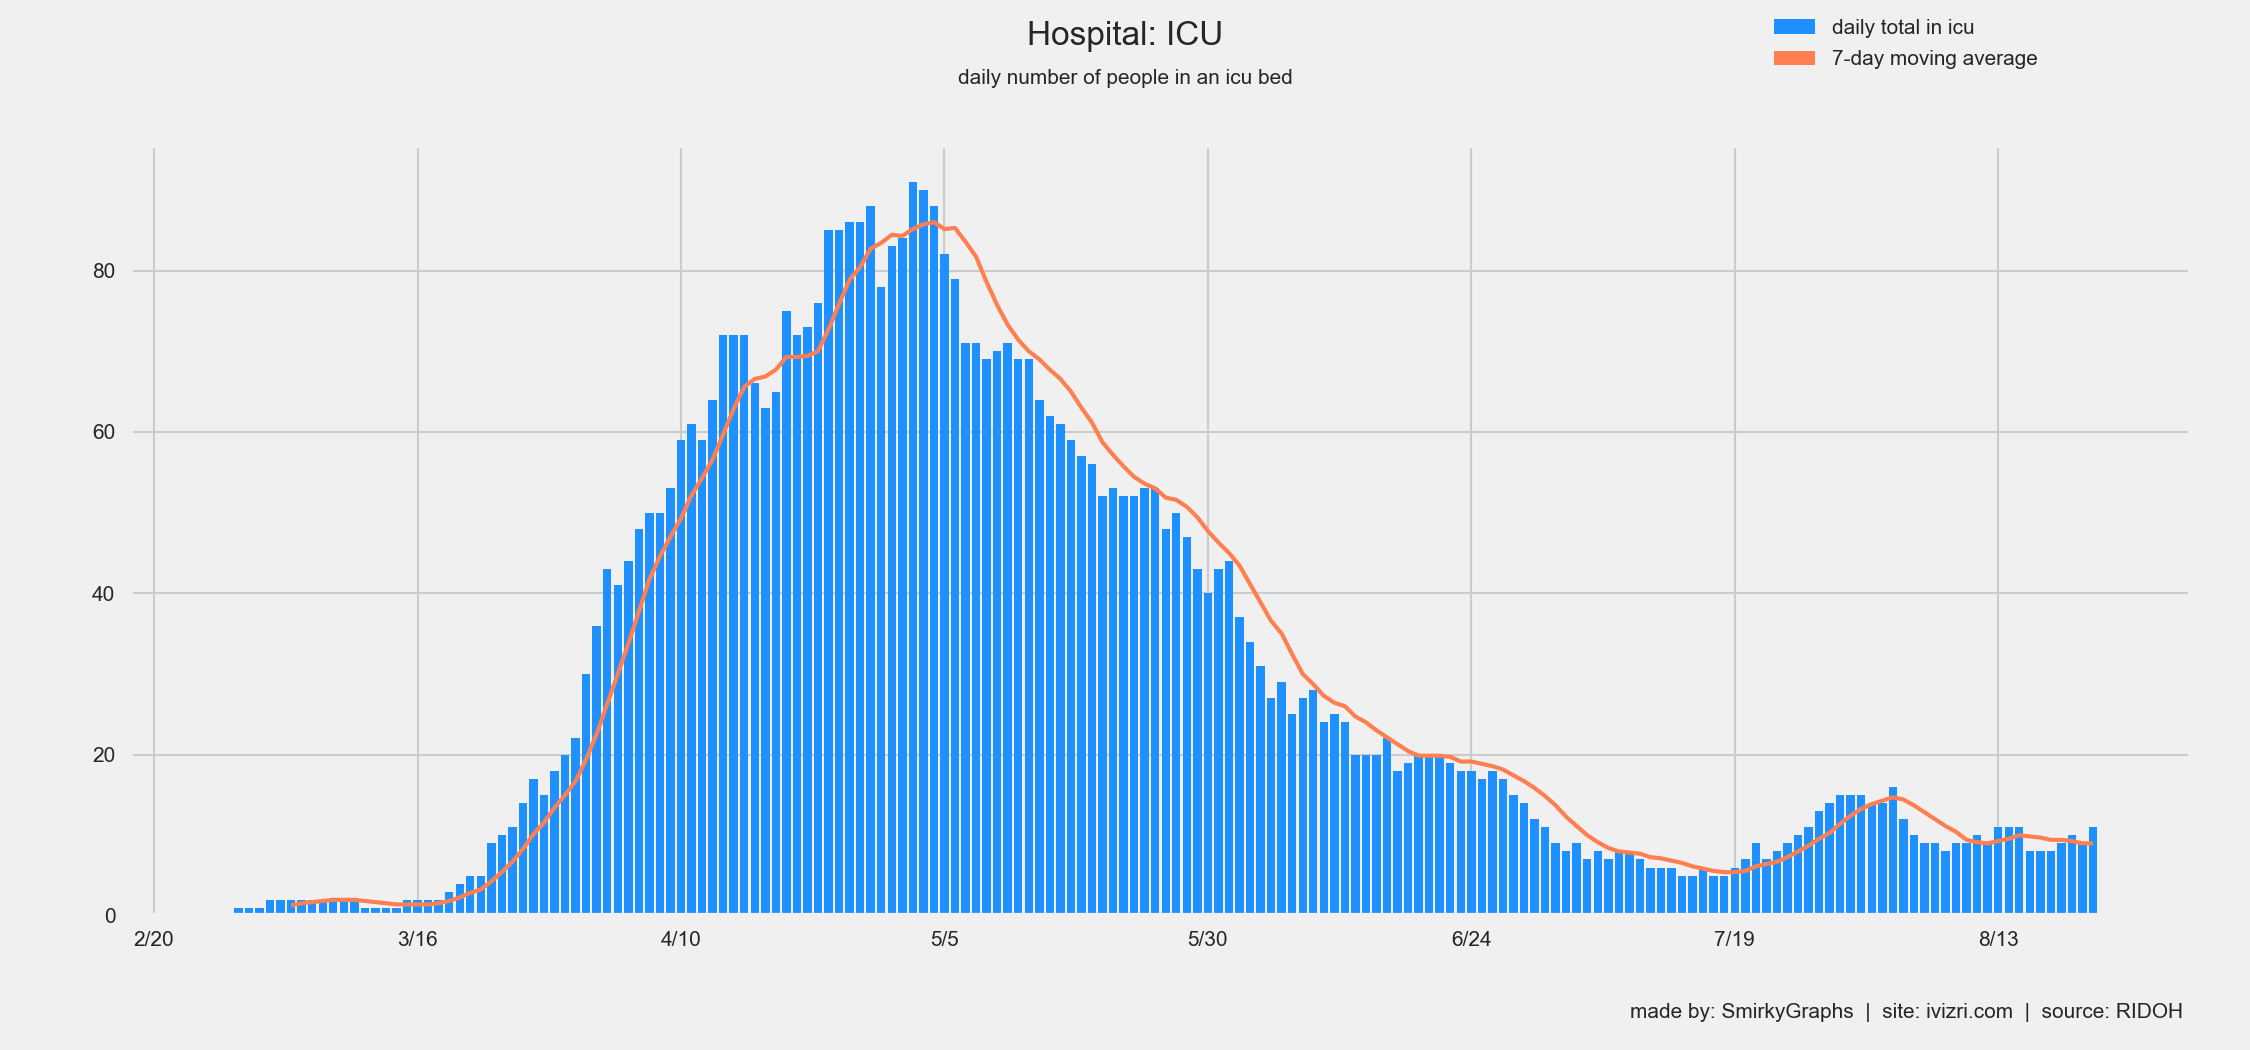 Hospital: ICU
daily number of people in an icu bed
daily total in icu
7-day moving average
80
60
40
20
0
2/20 3/16 4/10 5/5 5/30 6/24 7/19 8/13
made by: SmirkyGraphs | site: ivizri.com | source: RIDOH